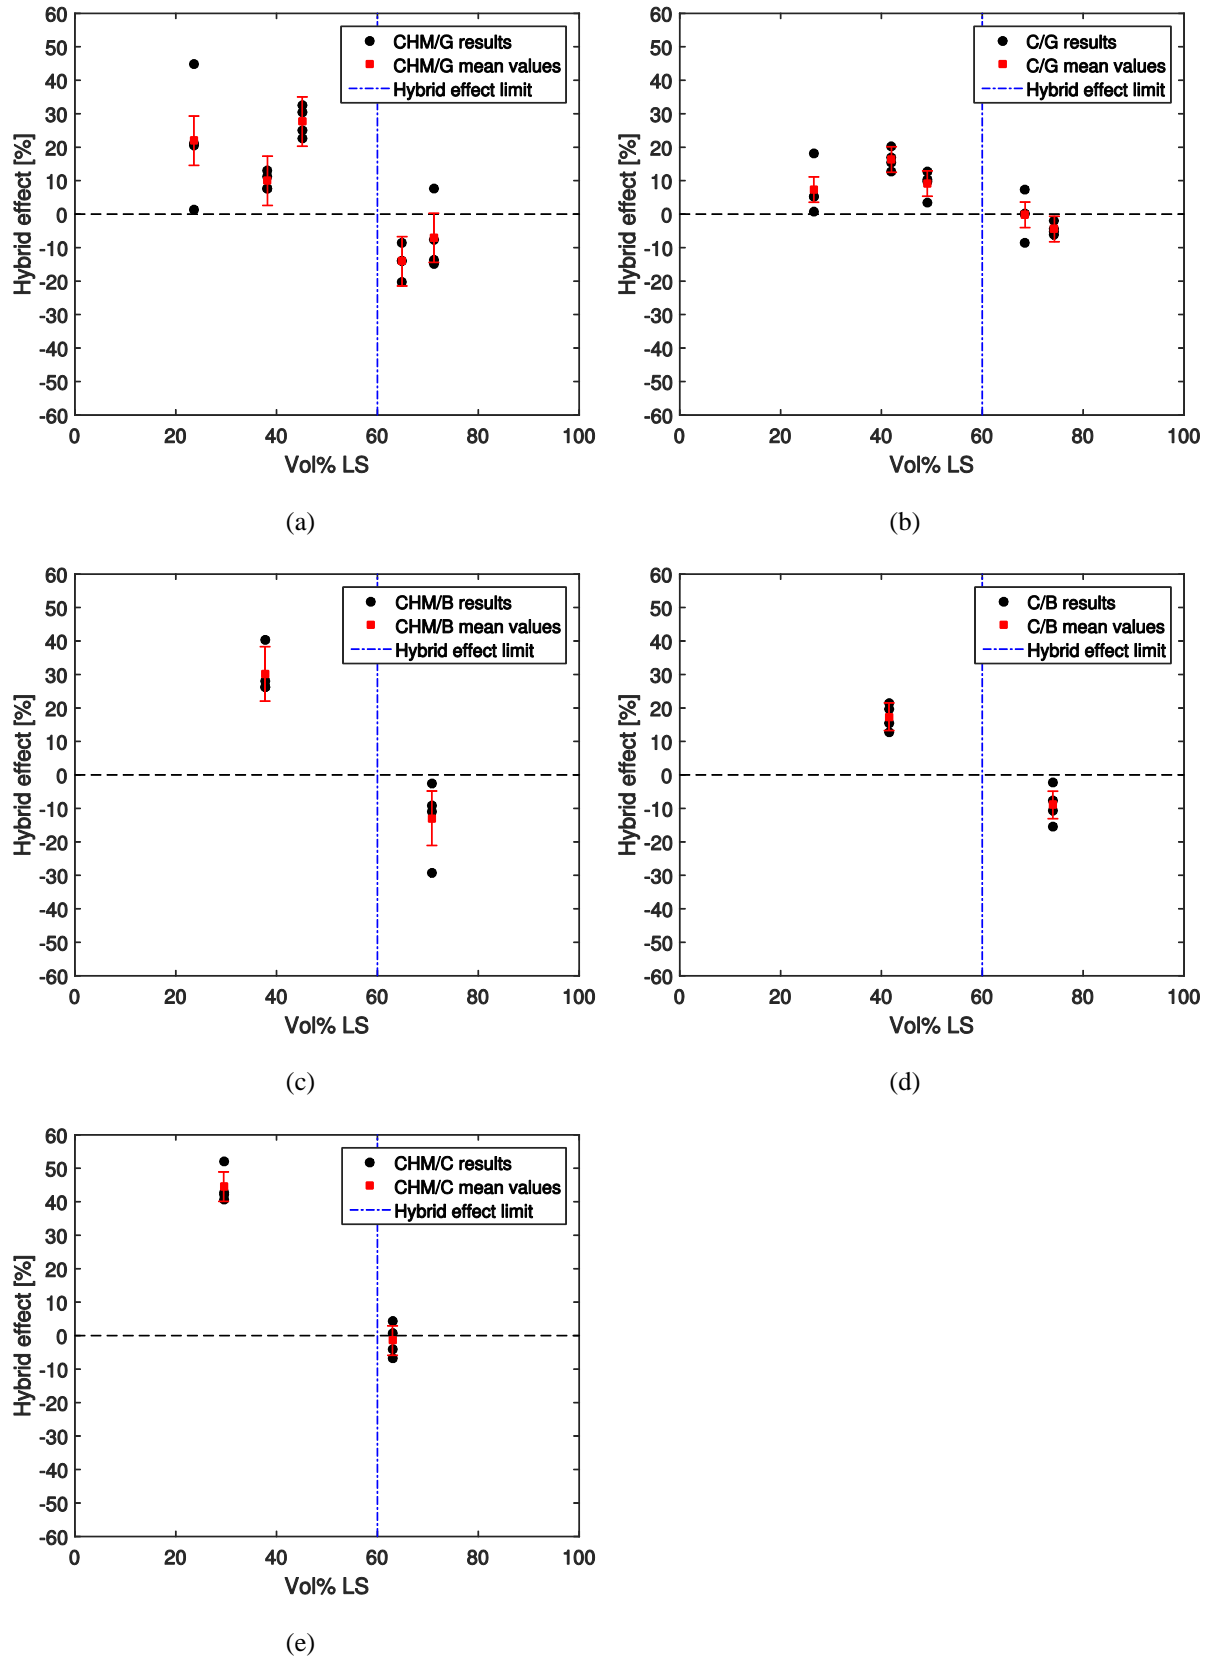 60
50
40
30
20
10
0
-10
-20
-30
-40
-50
-60
Hybrid effect [%]
CHM/G results
CHM/G mean values
Hybrid effect limit
0 20 40 60 80 100
Vol% LS
(a)
60
50
40
30
20
10
0
-10
-20
-30
-40
-50
-60
Hybrid effect [%]
C/G results
C/G mean values
Hybrid effect limit
0 20 40 60 80 100
Vol% LS
(b)
60
50
40
30
20
10
0
-10
-20
-30
-40
-50
-60
Hybrid effect [%]
CHM/B results
CHM/B mean values
Hybrid effect limit
0 20 40 60 80 100
Vol% LS
(c)
60
50
40
30
20
10
0
-10
-20
-30
-40
-50
-60
Hybrid effect [%]
C/B results
C/B mean values
Hybrid effect limit
0 20 40 60 80 100
Vol% LS
(d)
60
50
40
30
20
10
0
-10
-20
-30
-40
-50
-60
Hybrid effect [%]
CHM/C results
CHM/C mean values
Hybrid effect limit
0 20 40 60 80 100
Vol% LS
(e)